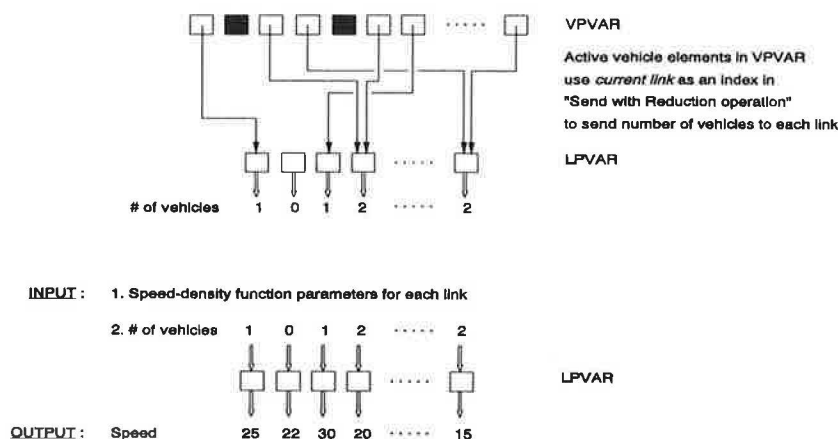 VPVAR
Active vehicle elements in VPVAR
use current link as an index in
"Send with Reduction operation"
to send number of vehicles to each link
LPVAR
# of vehicles 1 0 1 2 ····· 2
INPUT : 1. Speed-density function parameters for each link
2. # of vehicles 1 0 1 2 ····· 2
LPVAR
OUTPUT : Speed 25 22 30 20 ····· 15